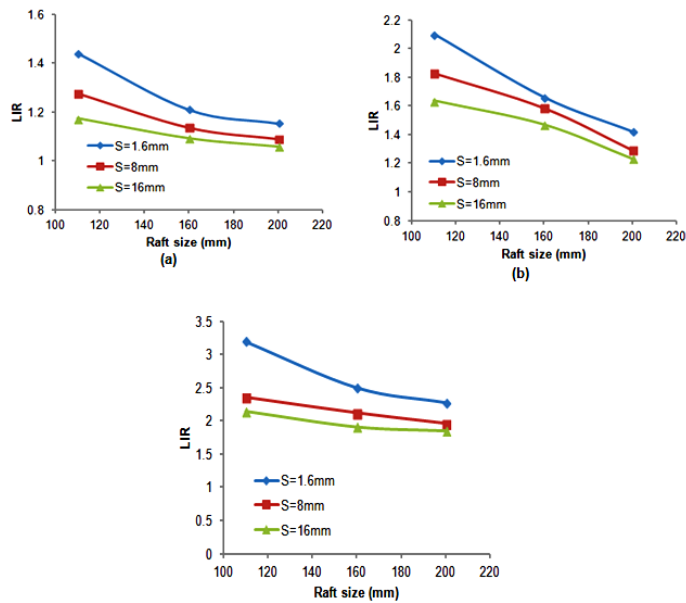 1.6
1.4
1.2
1
0.8
LIR
S=1.6mm
S=8mm
S=16mm
100 120 140 160 180 200 220
Raft size (mm)
(a)
2.2
2
1.8
1.6
1.4
1.2
1
0.8
LIR
S=1.6mm
S=8mm
S=16mm
100 120 140 160 180 200 220
Raft size (mm)
(b)
3.5
3
2.5
2
1.5
1
0.5
0
LIR
S=1.6mm
S=8mm
S=16mm
100 120 140 160 180 200 220
Raft size (mm)